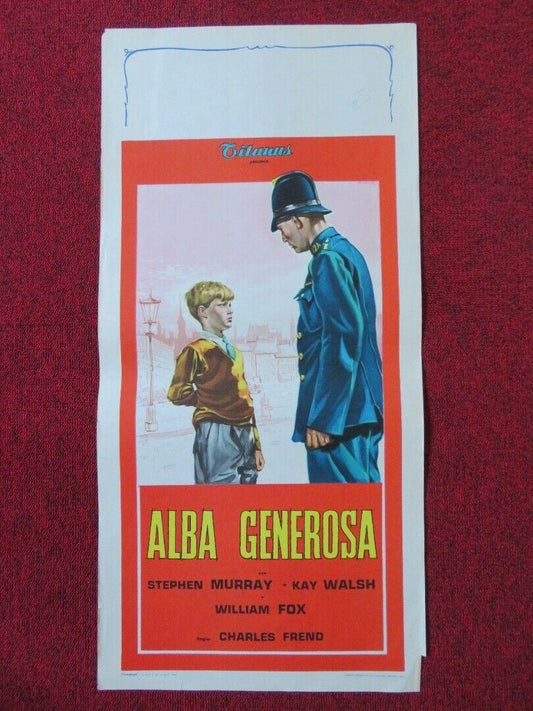 Titanus
presenta
ALBA GENEROSA
con
STEPHEN MURRAY · KAY WALSH
WILLIAM FOX
Regia CHARLES FREND